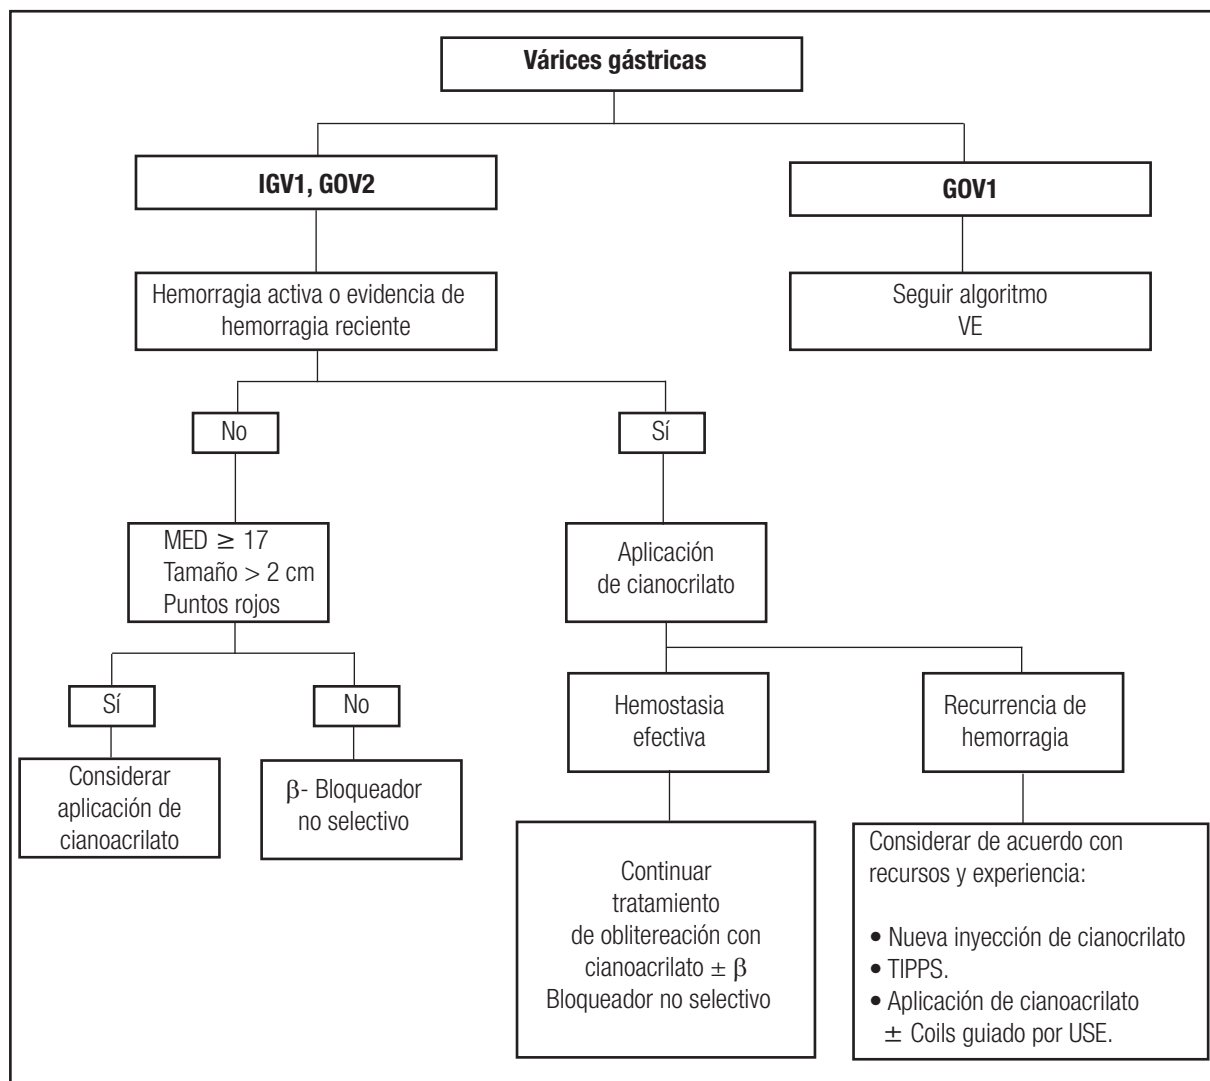 Várices gástricas
IGV1, GOV2
GOV1
Hemorragia activa o evidencia de
hemorragia reciente
Seguir algoritmo
VE
No
Sí
MED ≥ 17
Tamaño > 2 cm
Puntos rojos
Aplicación
de cianocrilato
Sí
No
Hemostasia
efectiva
Recurrencia de
hemorragia
Considerar
aplicación de
cianoacrilato
β- Bloqueador
no selectivo
Continuar
tratamiento
de oblitereación con
cianoacrilato ± β
Bloqueador no selectivo
Considerar de acuerdo con
recursos y experiencia:
• Nueva inyección de cianocrilato
• TIPPS.
• Aplicación de cianoacrilato
± Coils guiado por USE.